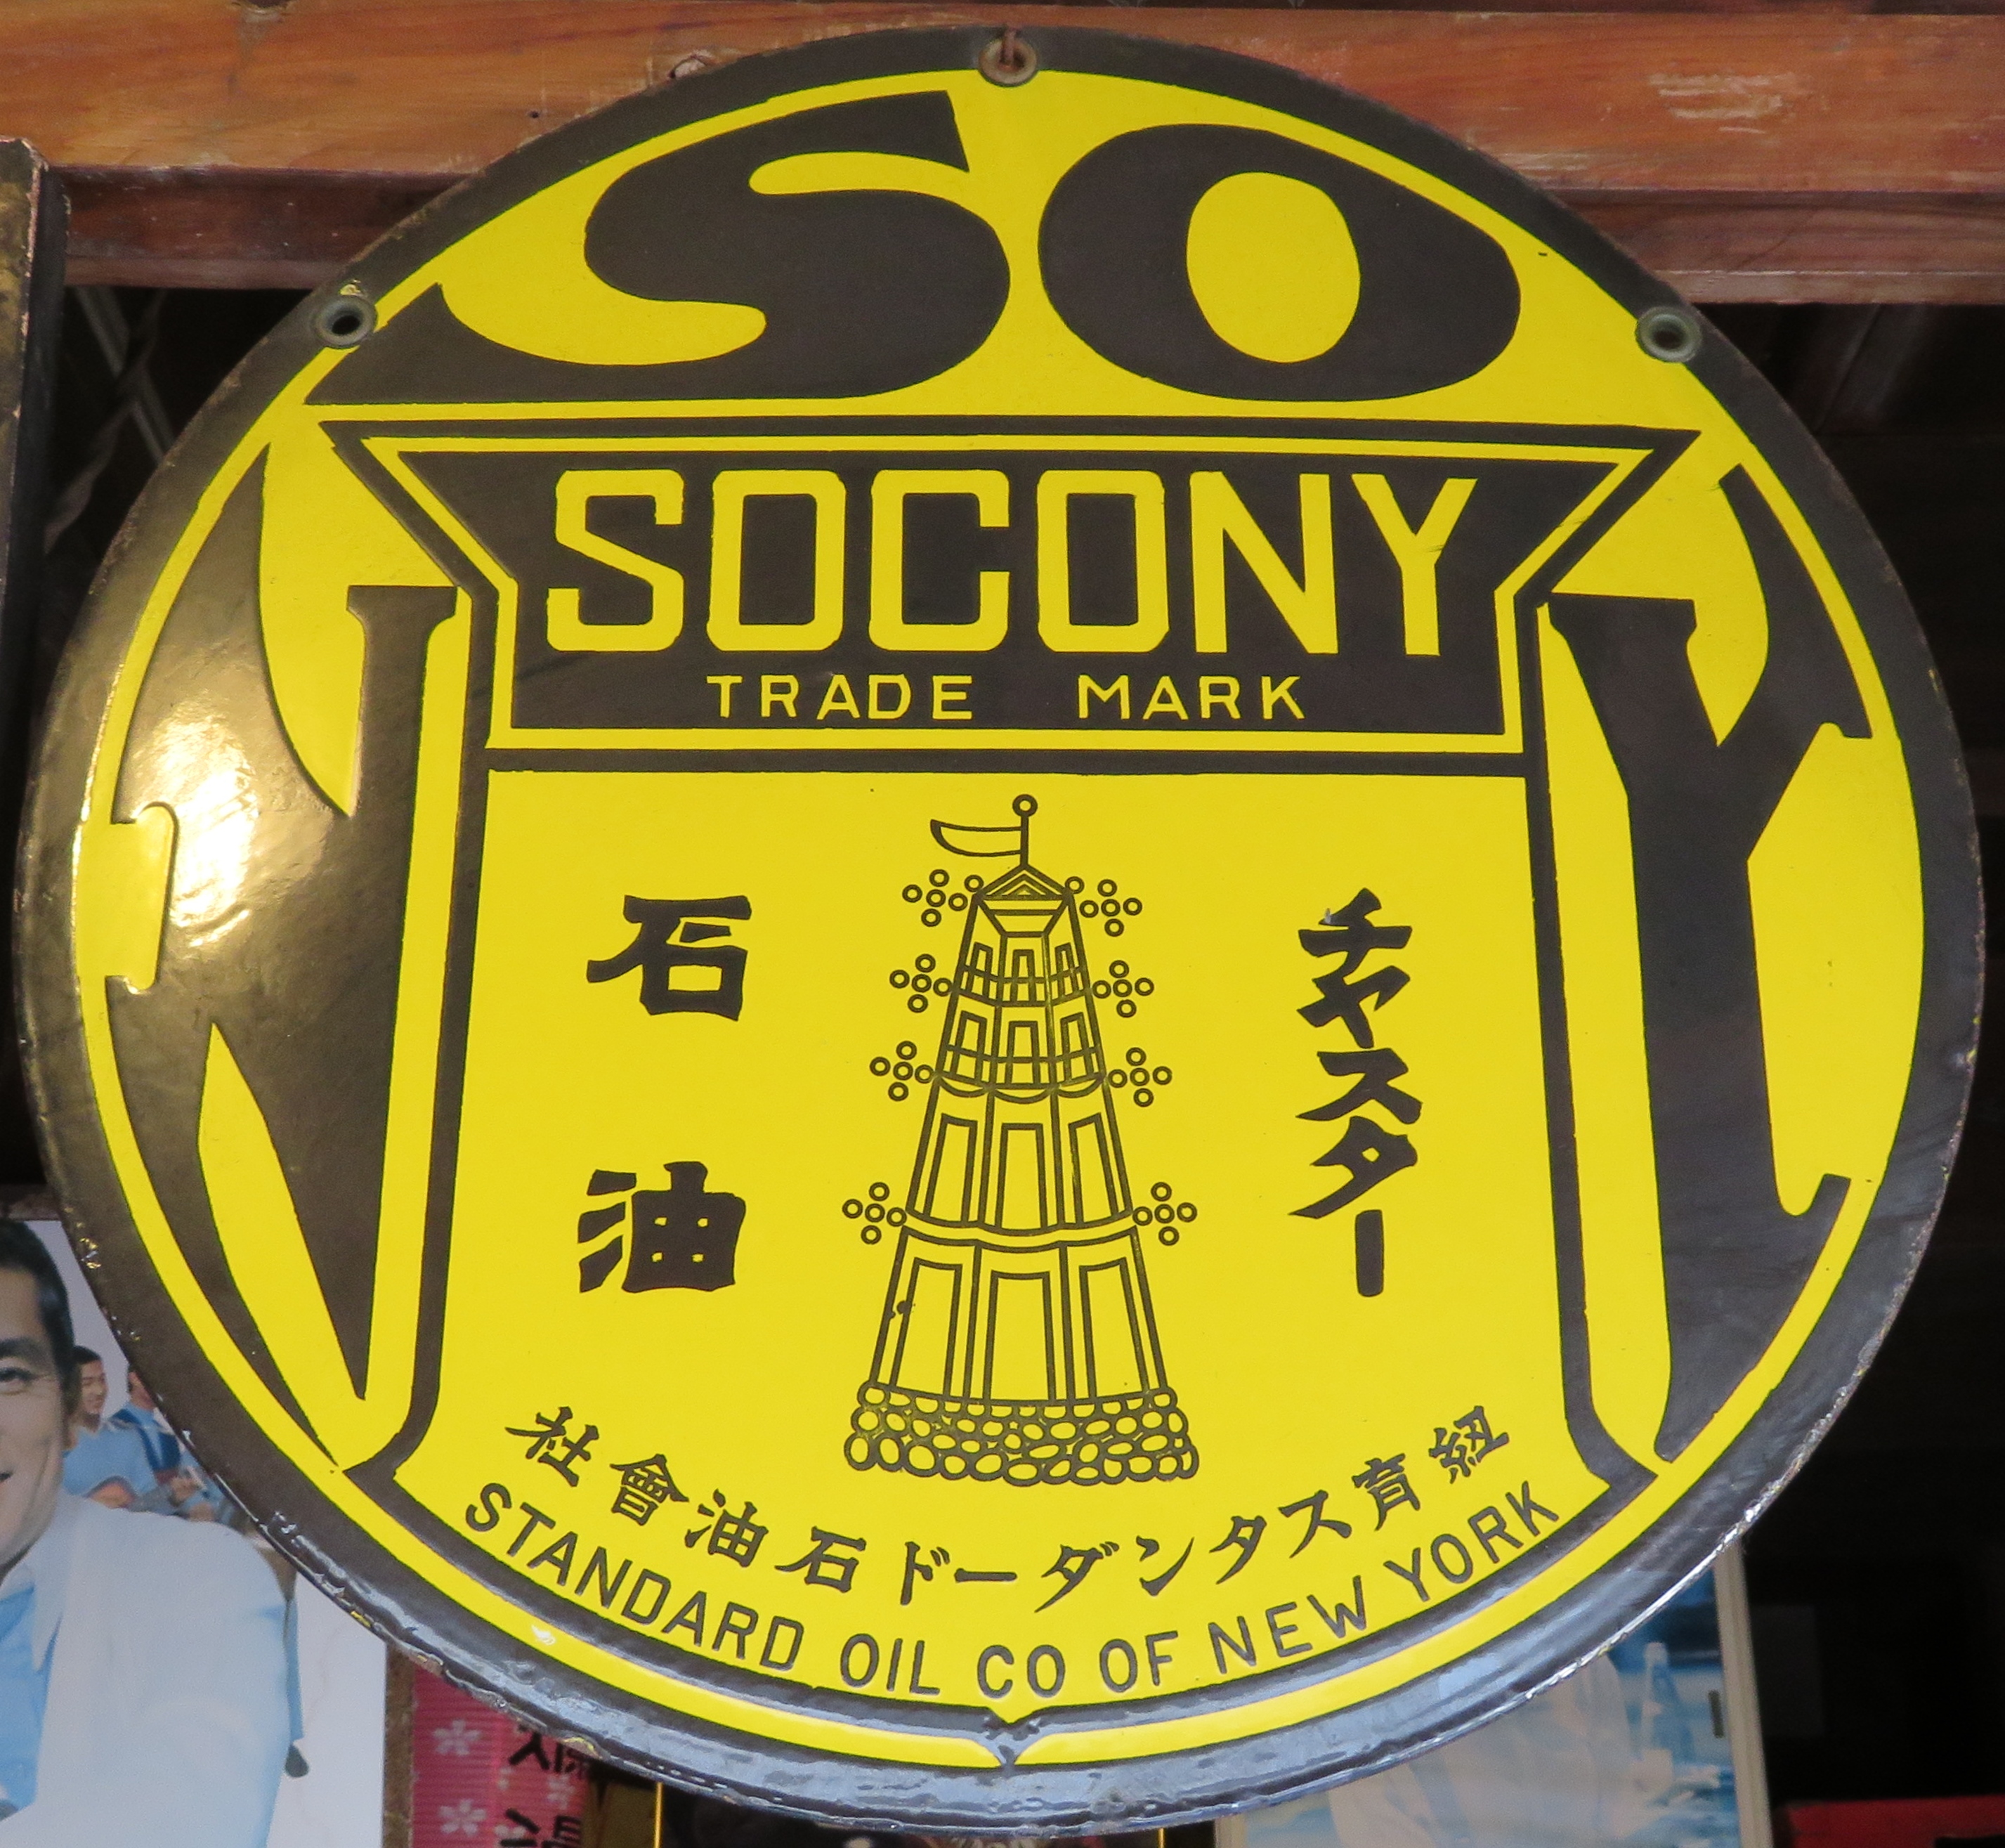 SO
N
Y
SOCONY
TRADE MARK
チャスター
石油
紐育スタンダード石油會社
STANDARD OIL CO OF NEW YORK